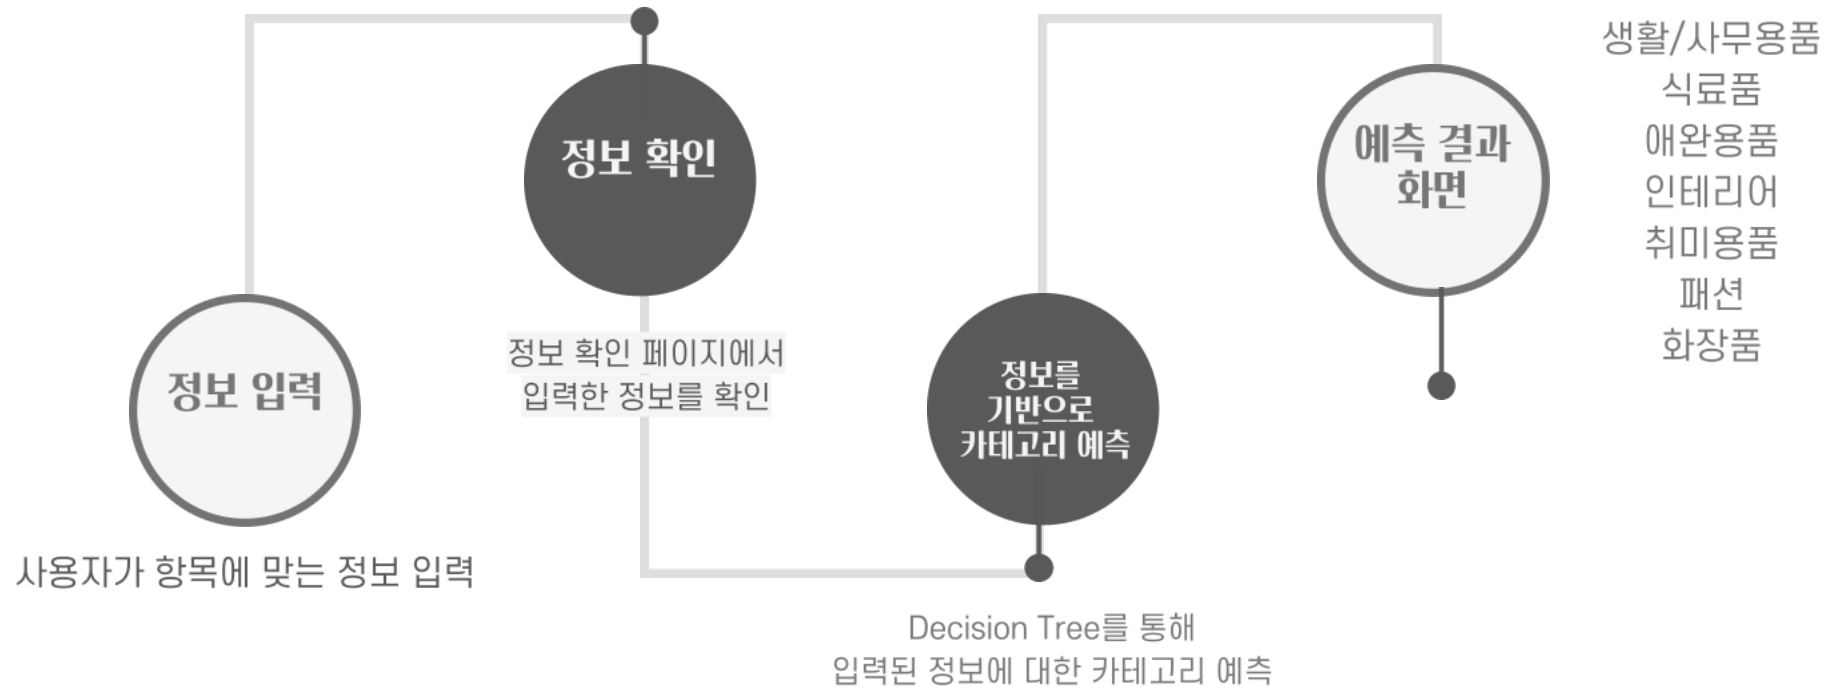 정보 입력
사용자가 항목에 맞는 정보 입력
정보 확인
정보 확인 페이지에서
입력한 정보를 확인
정보를
기반으로
카테고리 예측
Decision Tree를 통해
입력된 정보에 대한 카테고리 예측
예측 결과
화면
생활/사무용품
식료품
애완용품
인테리어
취미용품
패션
화장품